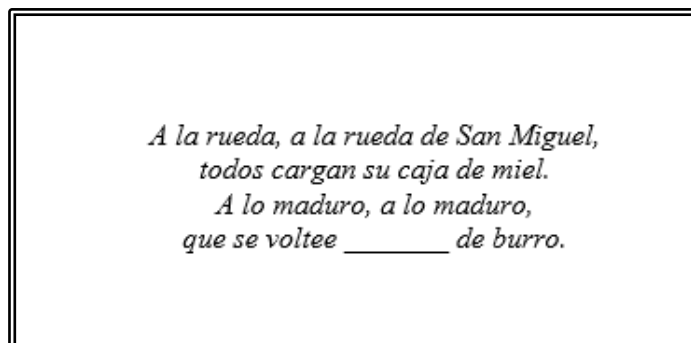 A la rueda, a la rueda de San Miguel,
todos cargan su caja de miel.
A lo maduro, a lo maduro,
que se voltee ________ de burro.